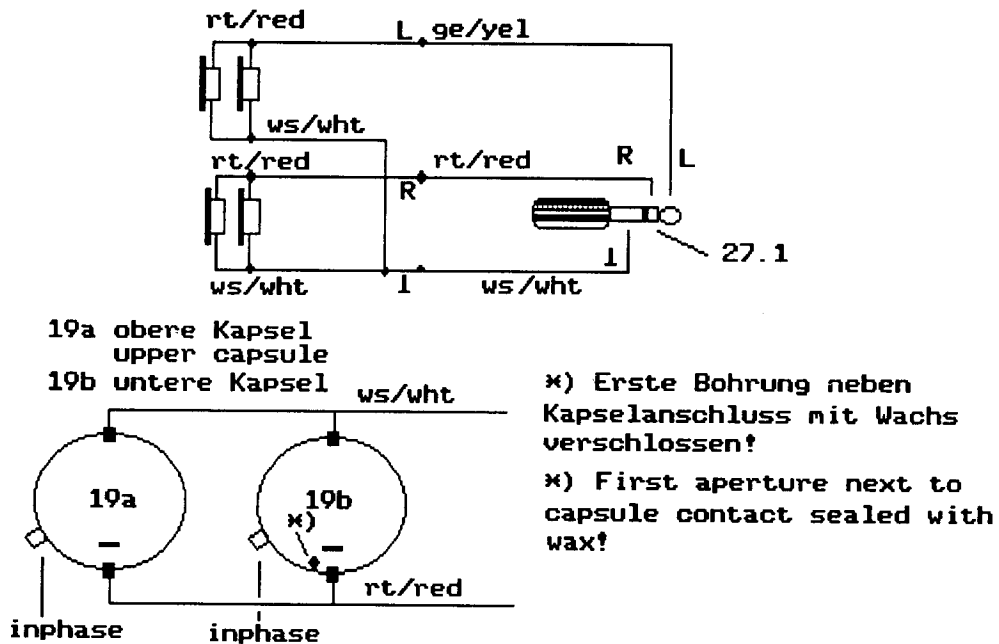 rt/red
L ge/yel
ws/wht
rt/red
R
rt/red
R
L
27.1
ws/wht
⊥
ws/wht
⊥
19a obere Kapsel
upper capsule
19b untere Kapsel
ws/wht
19a
19b
*)
rt/red
inphase
inphase
*) Erste Bohrung neben
Kapselanschluss mit Wachs
verschlossen!
*) First aperture next to
capsule contact sealed with
wax!